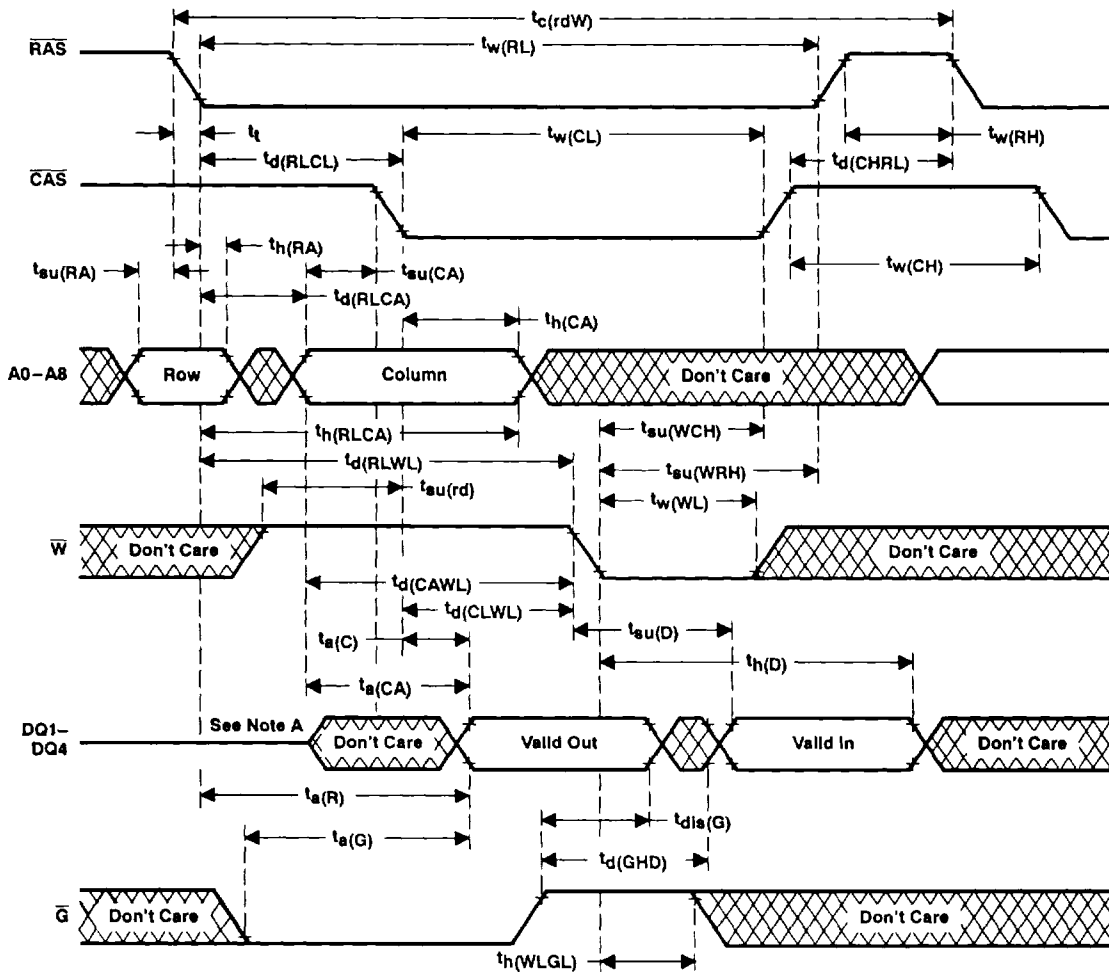 tc(rdW)
RAS
tw(RL)
tt
tw(CL)
tw(RH)
td(RLCL)
td(CHRL)
CAS
th(RA)
tsu(RA)
tsu(CA)
tw(CH)
td(RLCA)
th(CA)
A0–A8
Row
Column
Don't Care
th(RLCA)
tsu(WCH)
td(RLWL)
tsu(WRH)
tsu(rd)
tw(WL)
W
Don't Care
Don't Care
td(CAWL)
td(CLWL)
tsu(D)
ta(C)
th(D)
ta(CA)
DQ1–
DQ4
See Note A
Don't Care
Valid Out
Valid In
Don't Care
ta(R)
tdis(G)
ta(G)
td(GHD)
G
Don't Care
Don't Care
th(WLGL)